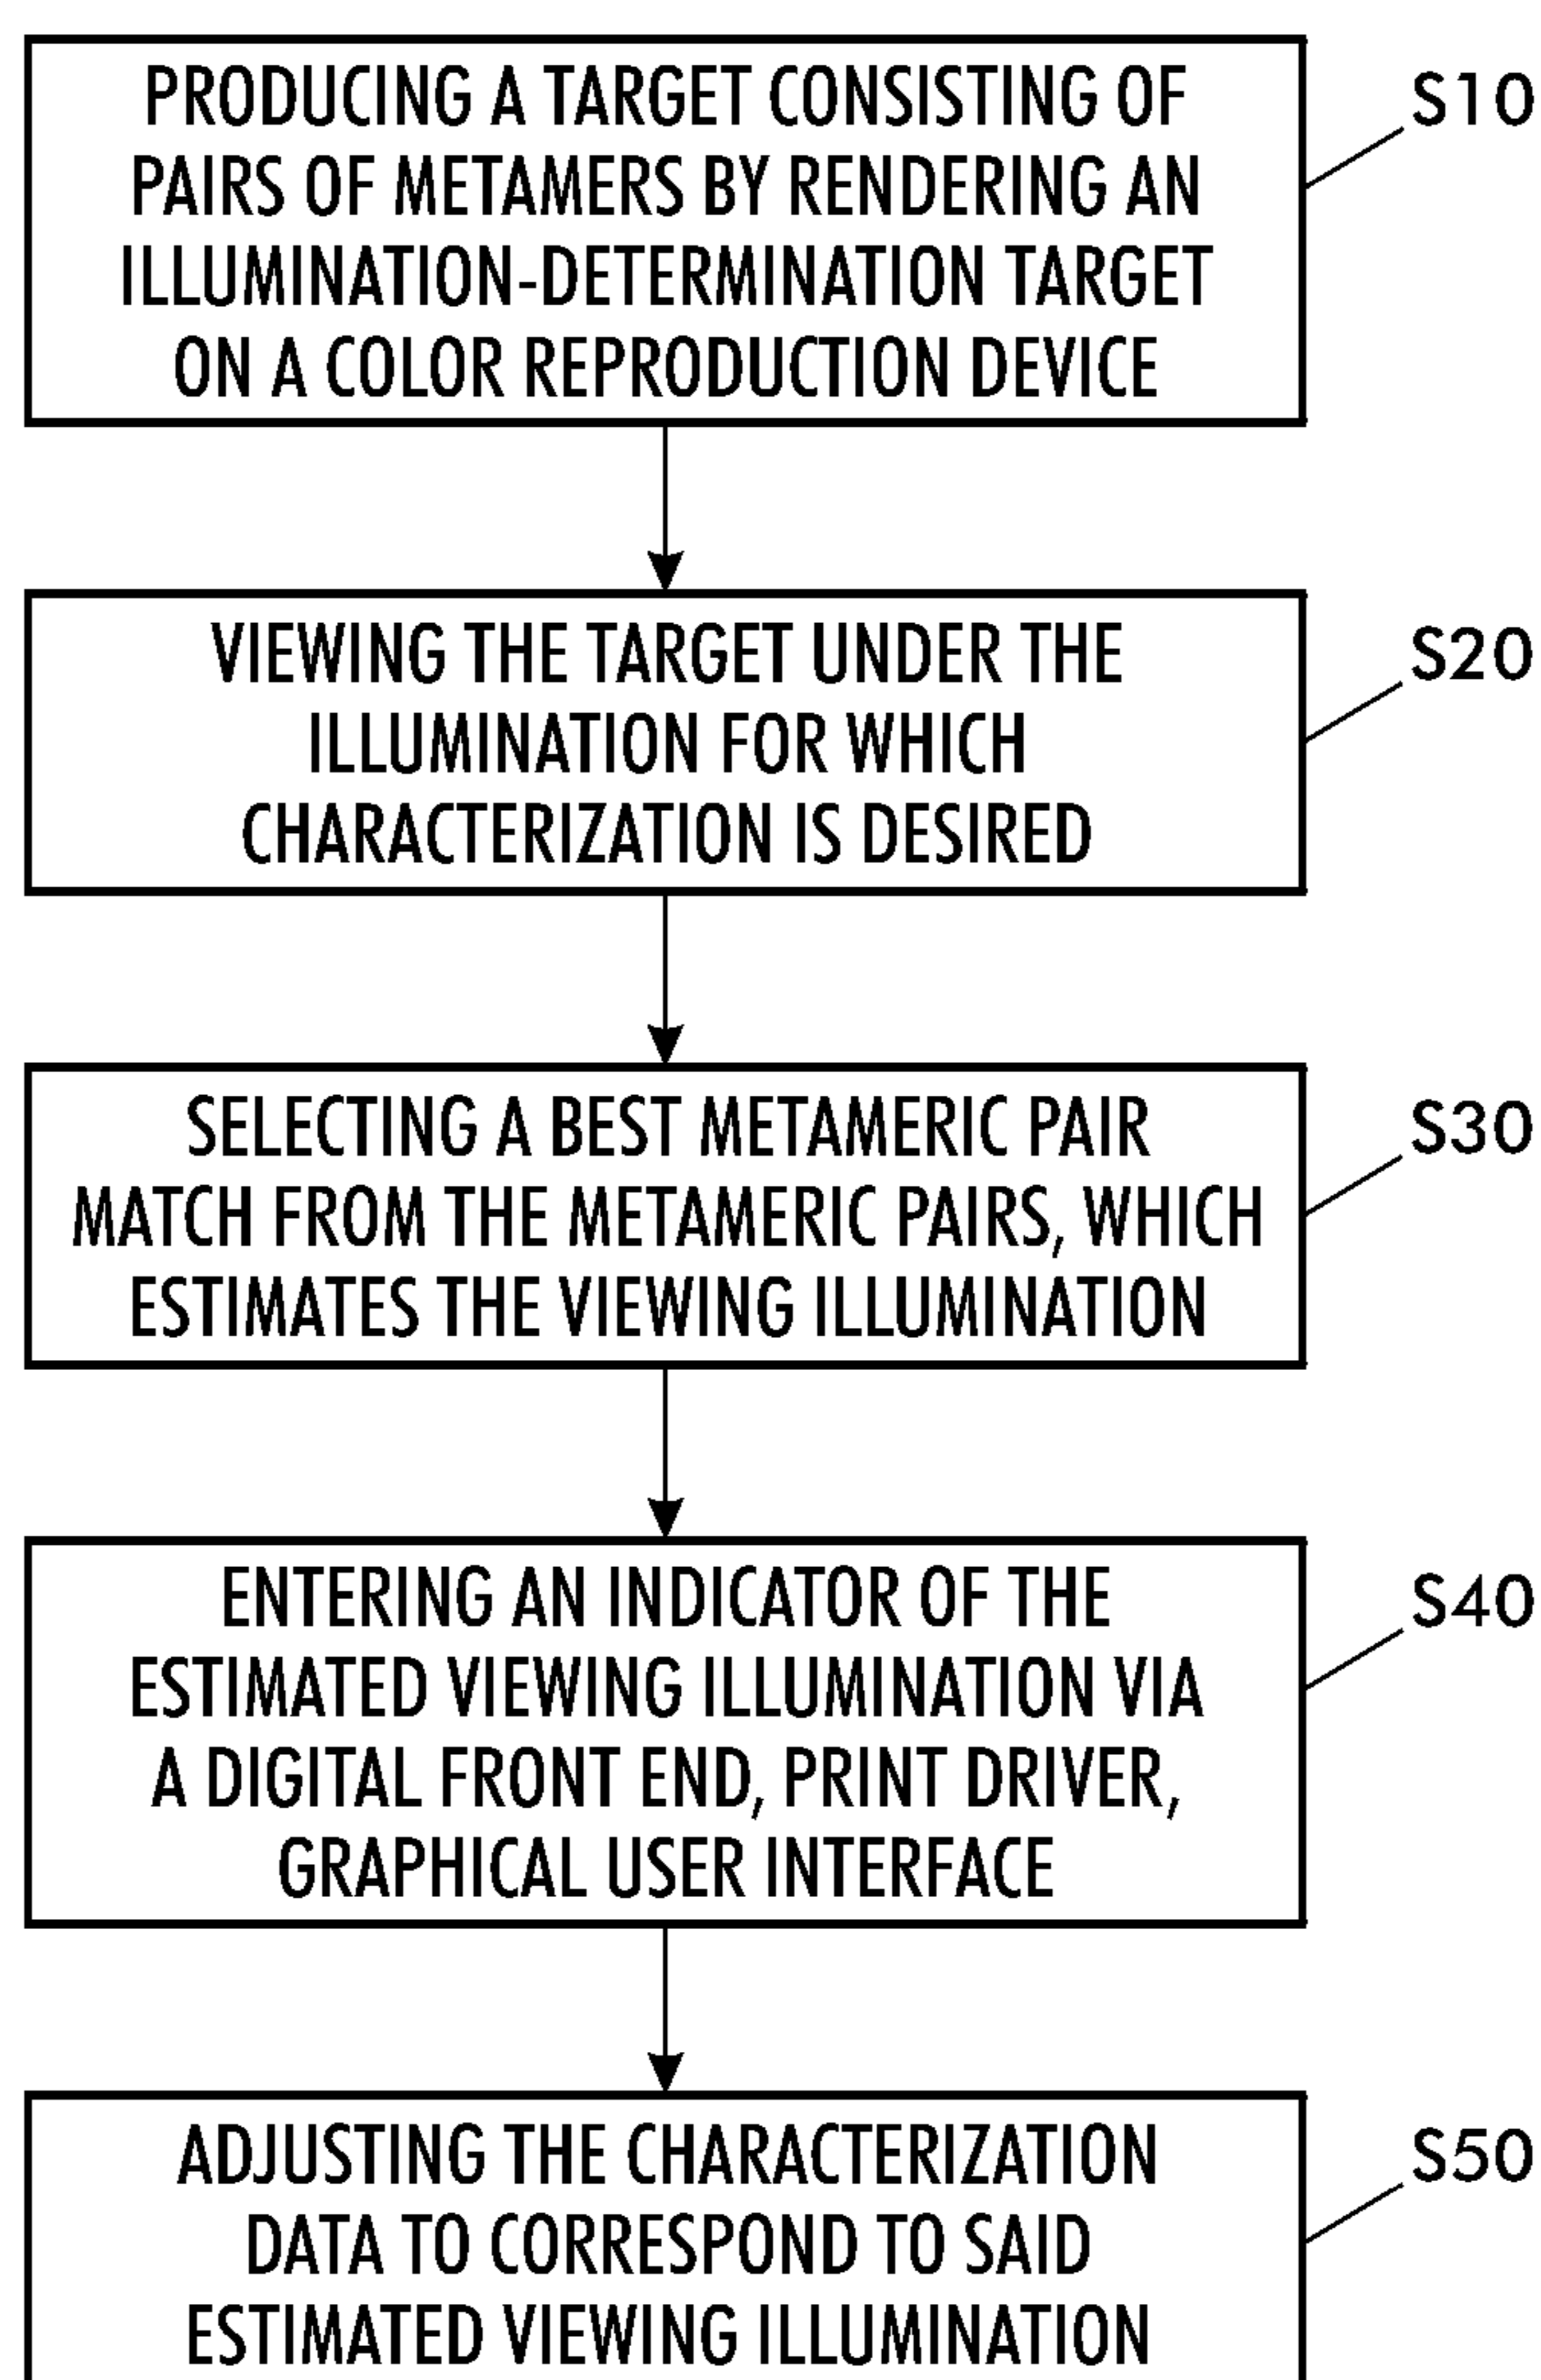 PRODUCING A TARGET CONSISTING OF
PAIRS OF METAMERS BY RENDERING AN
ILLUMINATION-DETERMINATION TARGET
ON A COLOR REPRODUCTION DEVICE
S10
VIEWING THE TARGET UNDER THE
ILLUMINATION FOR WHICH
CHARACTERIZATION IS DESIRED
S20
SELECTING A BEST METAMERIC PAIR
MATCH FROM THE METAMERIC PAIRS, WHICH
ESTIMATES THE VIEWING ILLUMINATION
S30
ENTERING AN INDICATOR OF THE
ESTIMATED VIEWING ILLUMINATION VIA
A DIGITAL FRONT END, PRINT DRIVER,
GRAPHICAL USER INTERFACE
S40
ADJUSTING THE CHARACTERIZATION
DATA TO CORRESPOND TO SAID
ESTIMATED VIEWING ILLUMINATION
S50